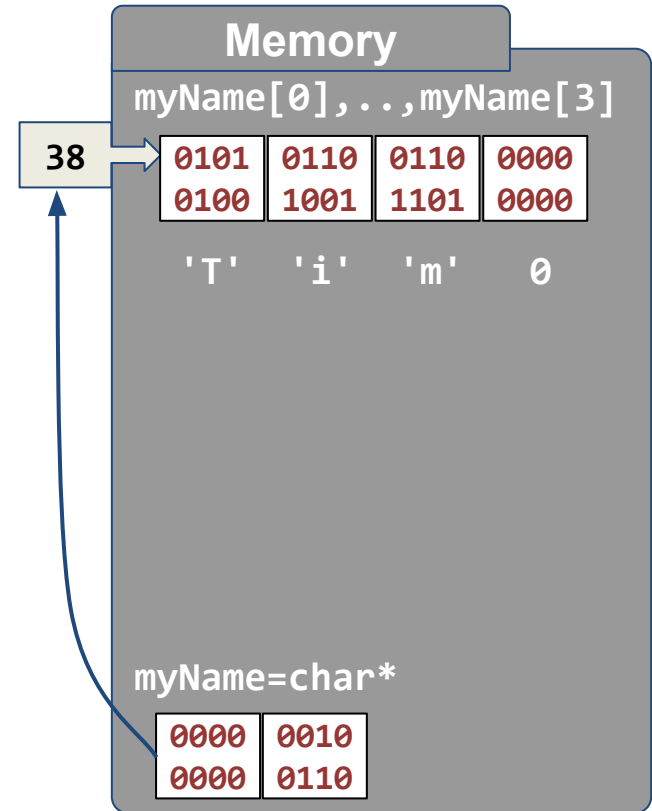 Memory
myName[0],..,myName[3]
38
0101 0110 0110 0000
0100 1001 1101 0000
'T' 'i' 'm' 0
myName=char*
0000 0010
0000 0110